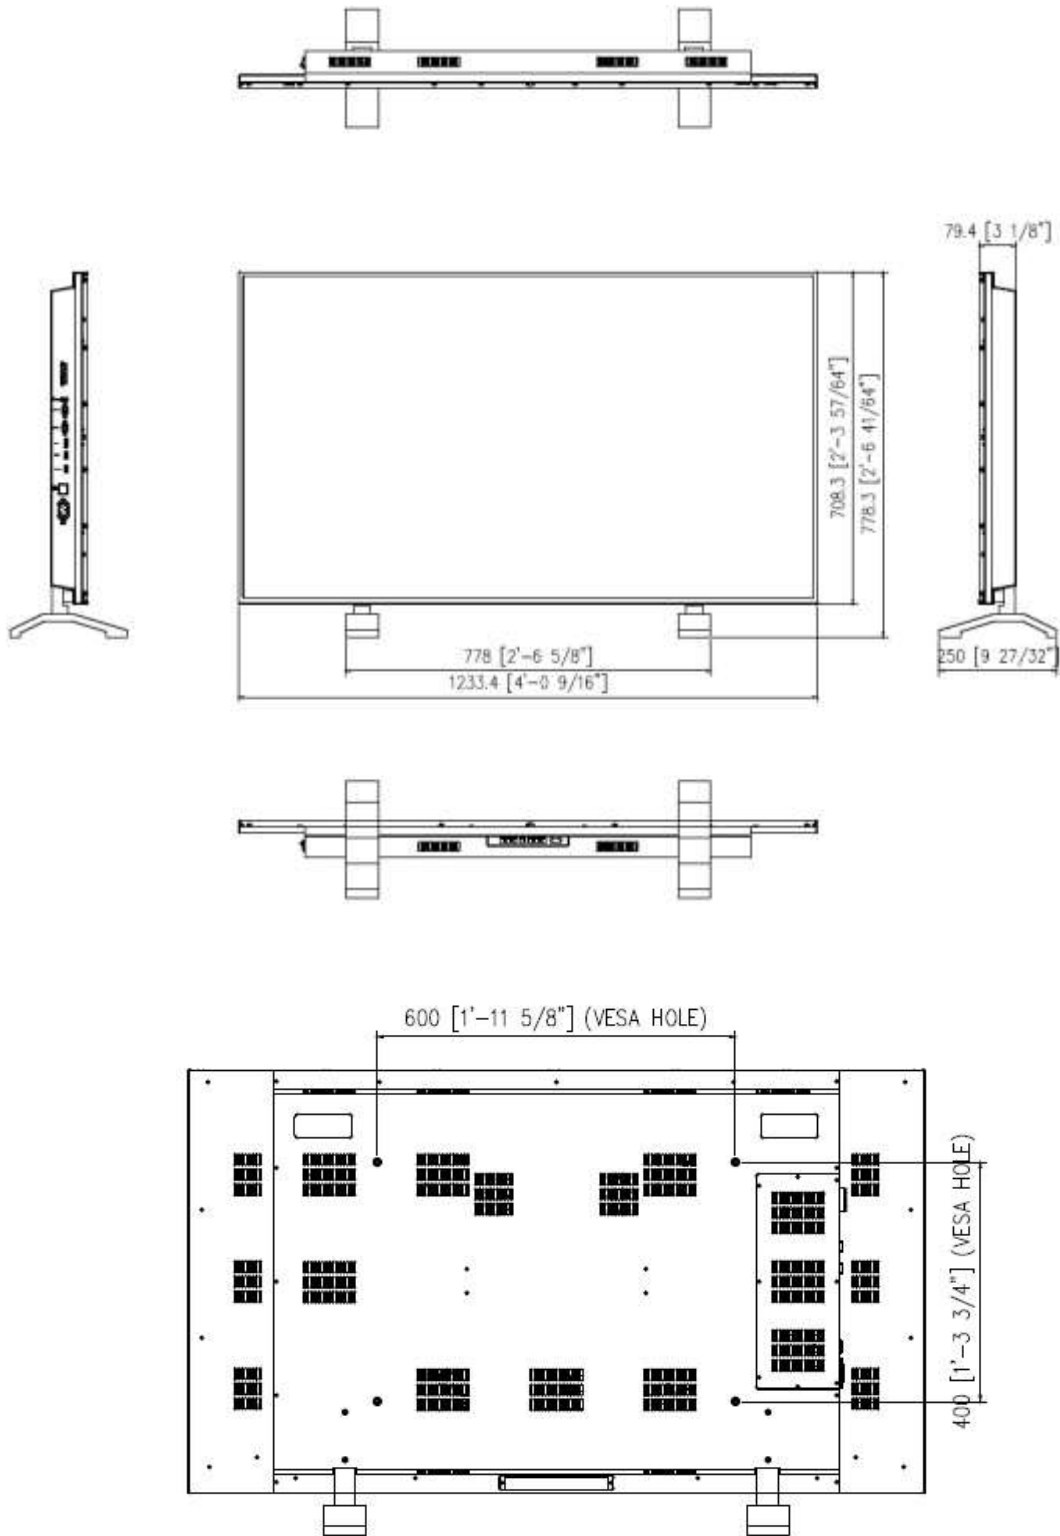 79.4 [3 1/8"]
708.3 [2'-3 57/64"]
778.3 [2'-6 41/64"]
778 [2'-6 5/8"]
1233.4 [4'-0 9/16"]
250 [9 27/32"]
600 [1'-11 5/8"] (VESA HOLE)
400 [1'-3 3/4"] (VESA HOLE)